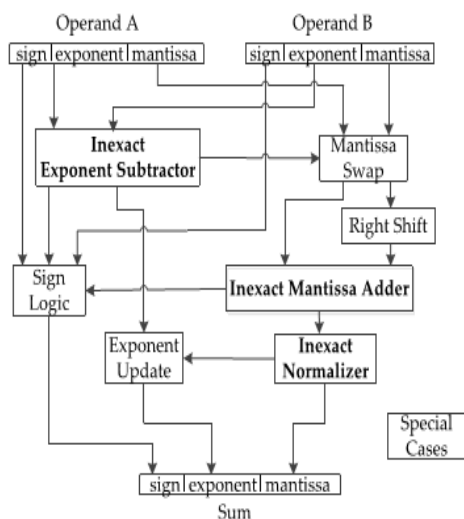 Operand A
Operand B
sign exponent mantissa
sign exponent mantissa
Inexact
Exponent Subtractor
Mantissa
Swap
Right Shift
Sign
Logic
Inexact Mantissa Adder
Exponent
Update
Inexact
Normalizer
Special
Cases
sign exponent mantissa
Sum